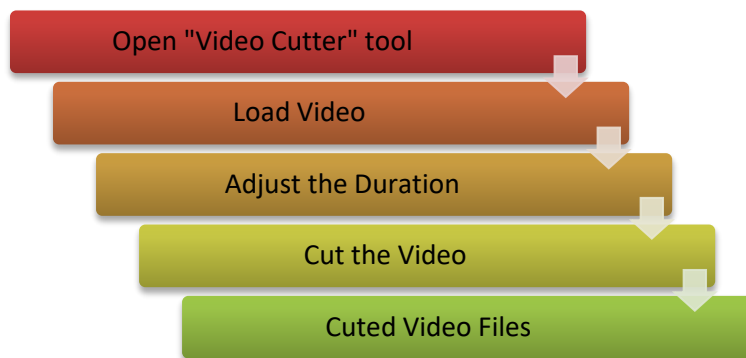 Open "Video Cutter" tool
Load Video
Adjust the Duration
Cut the Video
Cuted Video Files